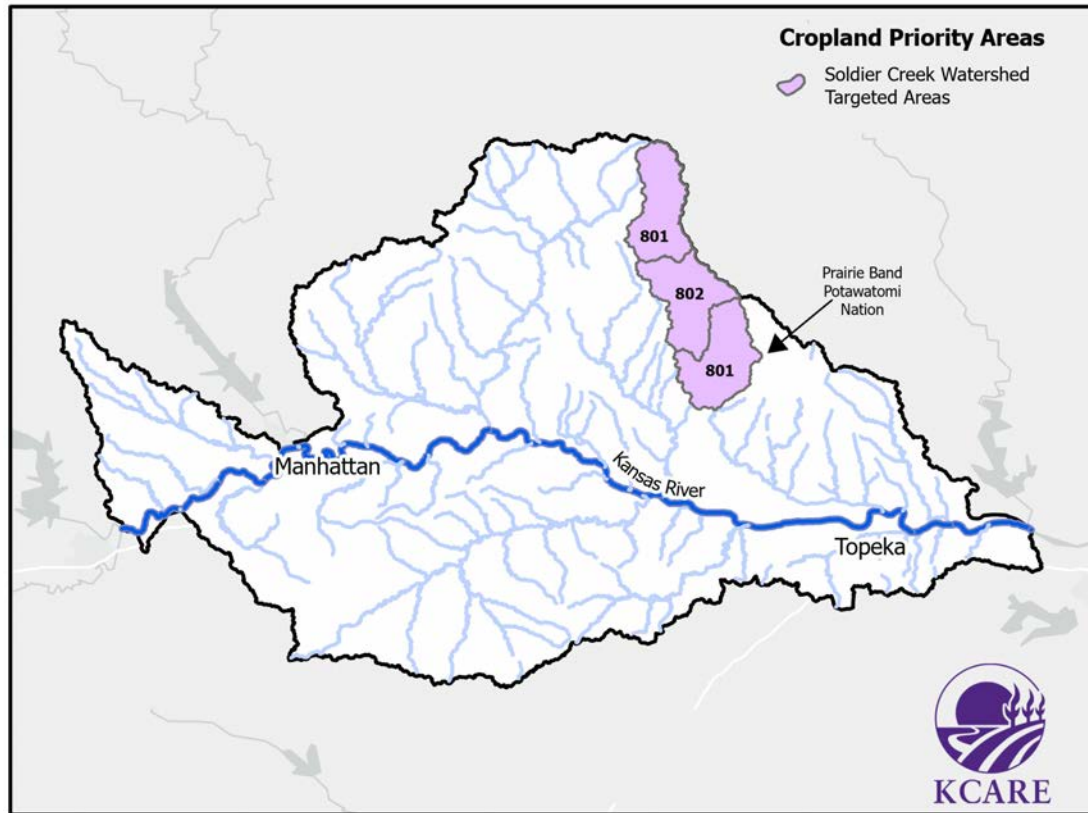 Cropland Priority Areas
Soldier Creek Watershed
Targeted Areas
801
802
Prairie Band
Potawatomi
Nation
801
Manhattan
Kansas River
Topeka
KCARE